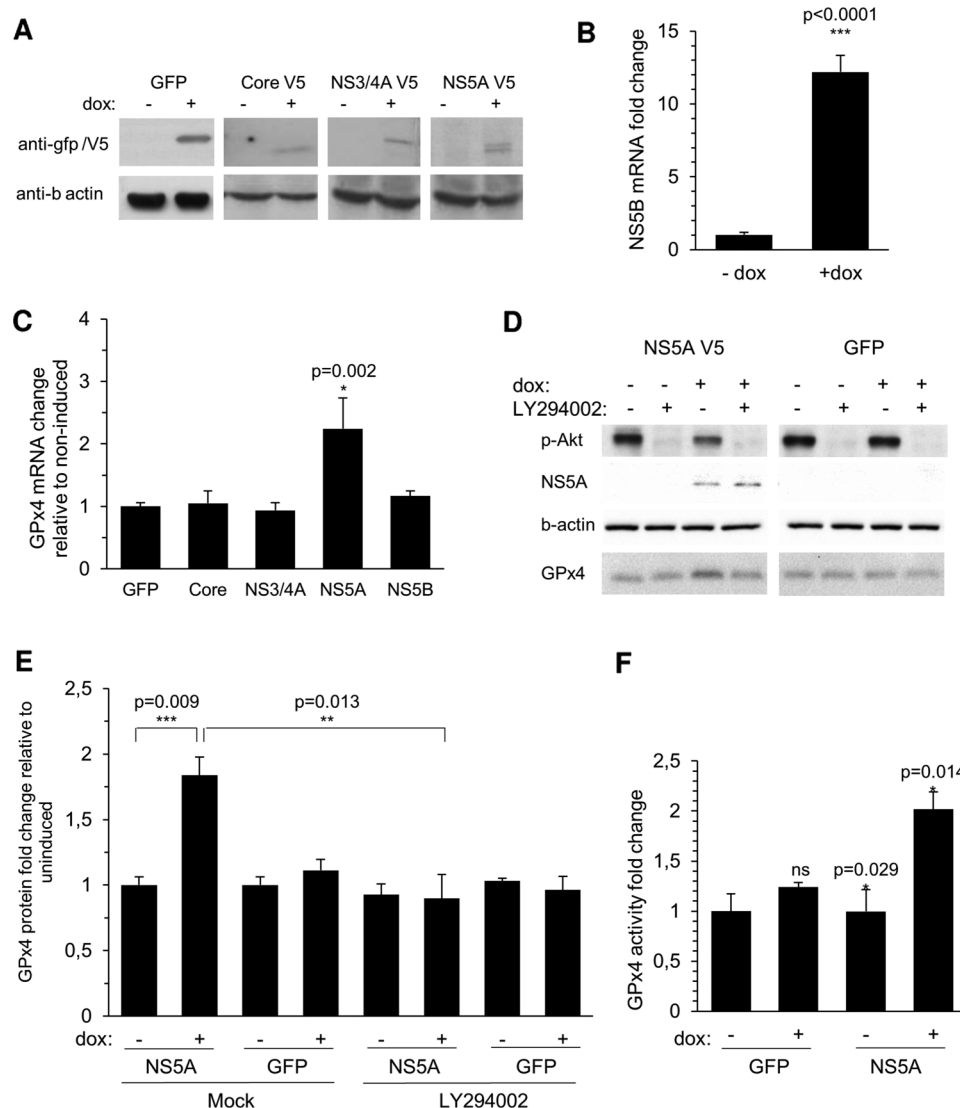 A
GFP Core V5 NS3/4A V5 NS5A V5
dox: - + - + - + - +
anti-gfp /V5
anti-b actin
B
p<0.0001
***
15
10
5
0
NS5B mRNA fold change
- dox +dox
C
4
3
2
1
0
GPx4 mRNA change
relative to non-induced
p=0.002
*
GFP Core NS3/4A NS5A NS5B
D
NS5A V5 GFP
dox: - - + + - - + +
LY294002: - + - + - + - +
p-Akt
NS5A
b-actin
GPx4
E
2,5
2
1,5
1
0,5
0
GPx4 protein fold change relative to
uninduced
p=0.009
***
p=0.013
**
dox: - + - + - + - +
NS5A GFP NS5A GFP
Mock LY294002
F
2,5
2
1,5
1
0,5
0
GPx4 activity fold change
ns
p=0.029
*
p=0.014
*
dox: - + - +
GFP NS5A